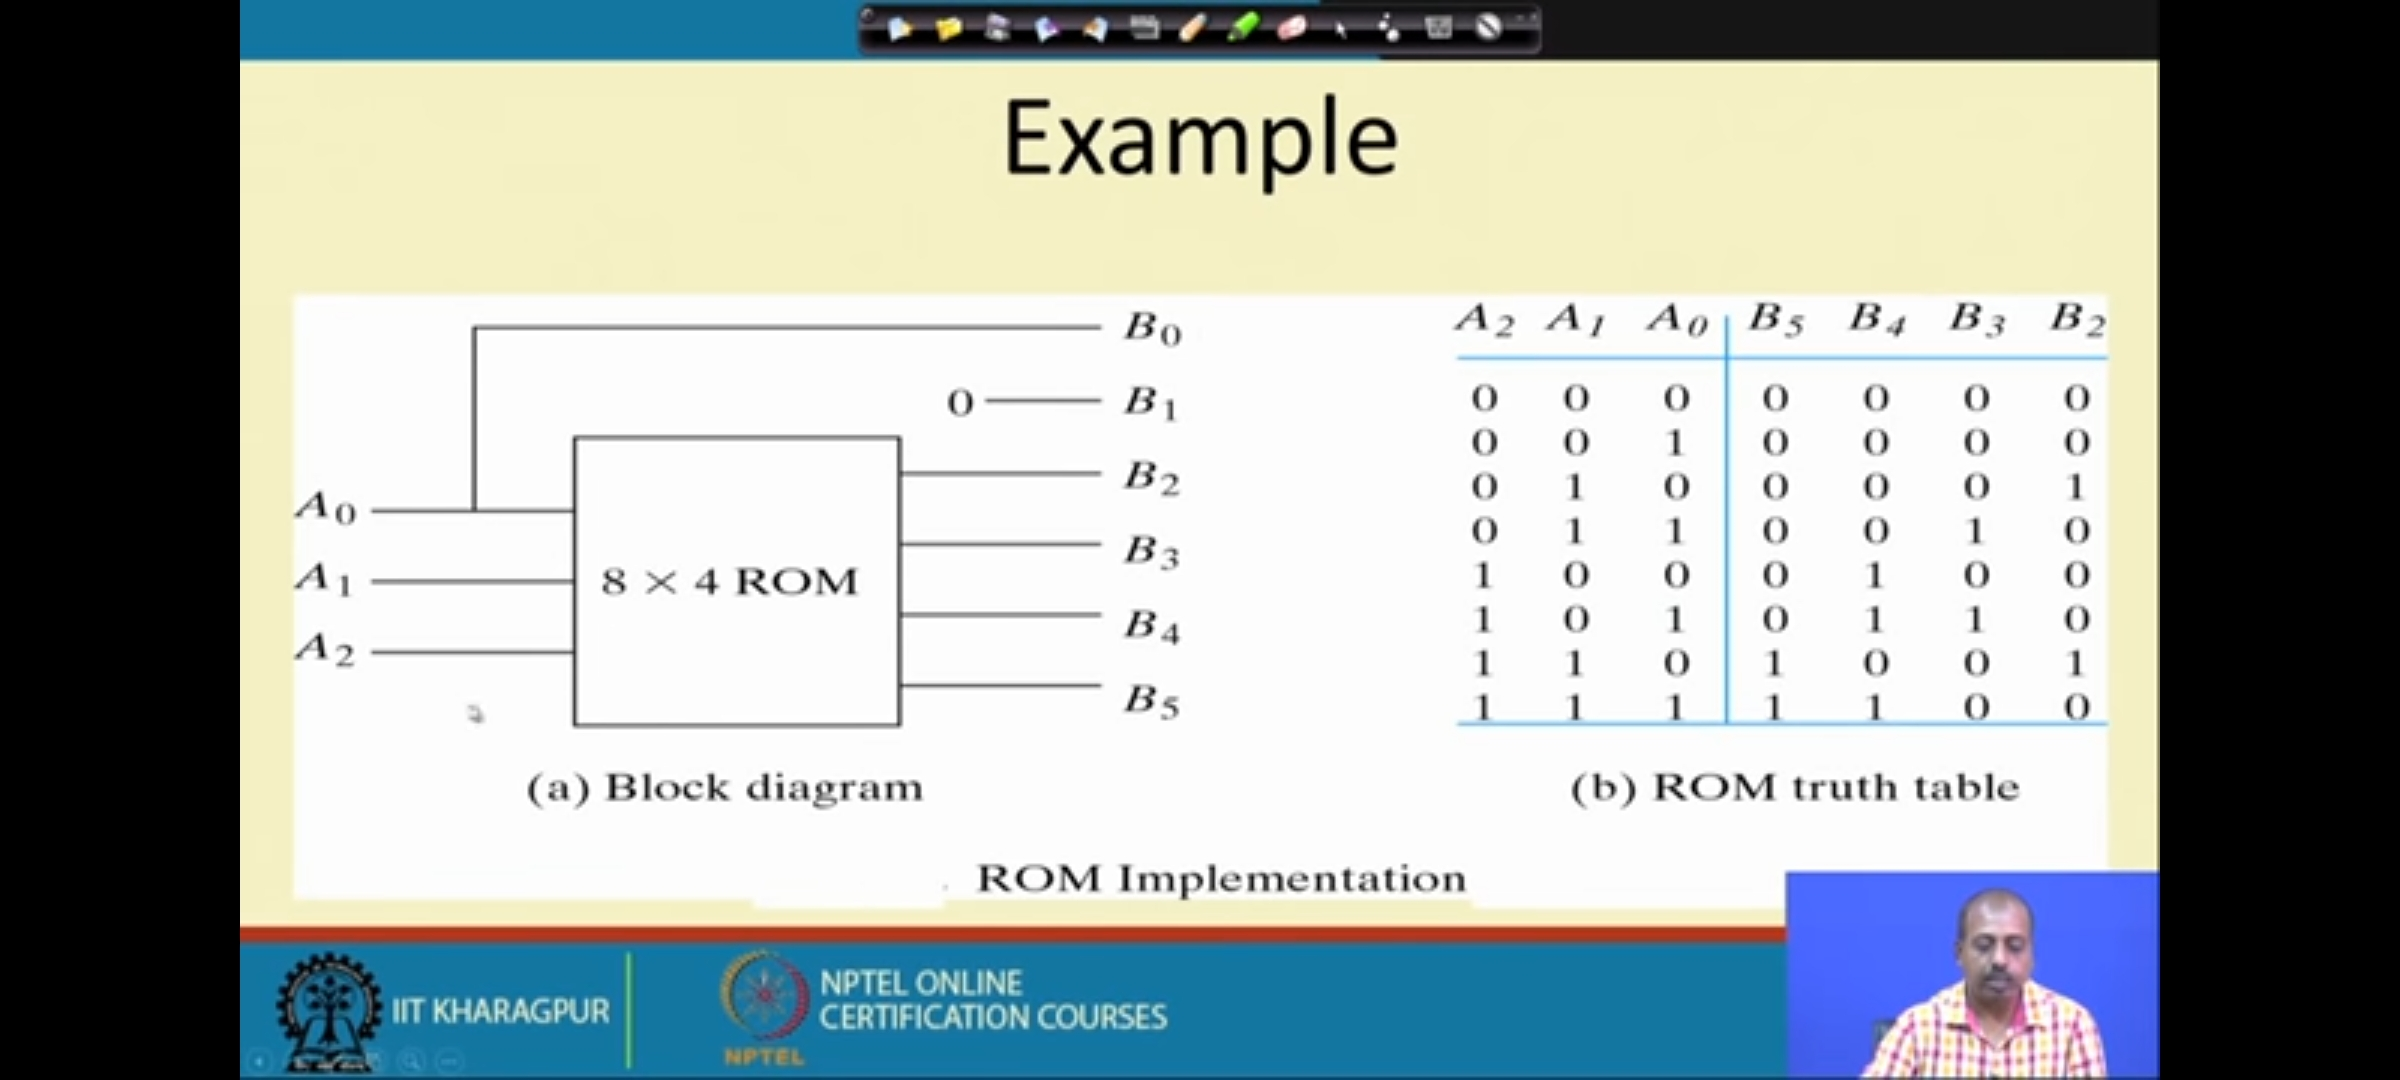 Example
B0
0 B1
B2
A0
B3
A1 8 × 4 ROM
B4
A2
B5
(a) Block diagram
A2 A1 A0 B5 B4 B3 B2
0 0 0 0 0 0 0
0 0 1 0 0 0 0
0 1 0 0 0 0 1
0 1 1 0 0 1 0
1 0 0 0 1 0 0
1 0 1 0 1 1 0
1 1 0 1 0 0 1
1 1 1 1 1 0 0
(b) ROM truth table
ROM Implementation
IIT KHARAGPUR
NPTEL
NPTEL ONLINE
CERTIFICATION COURSES